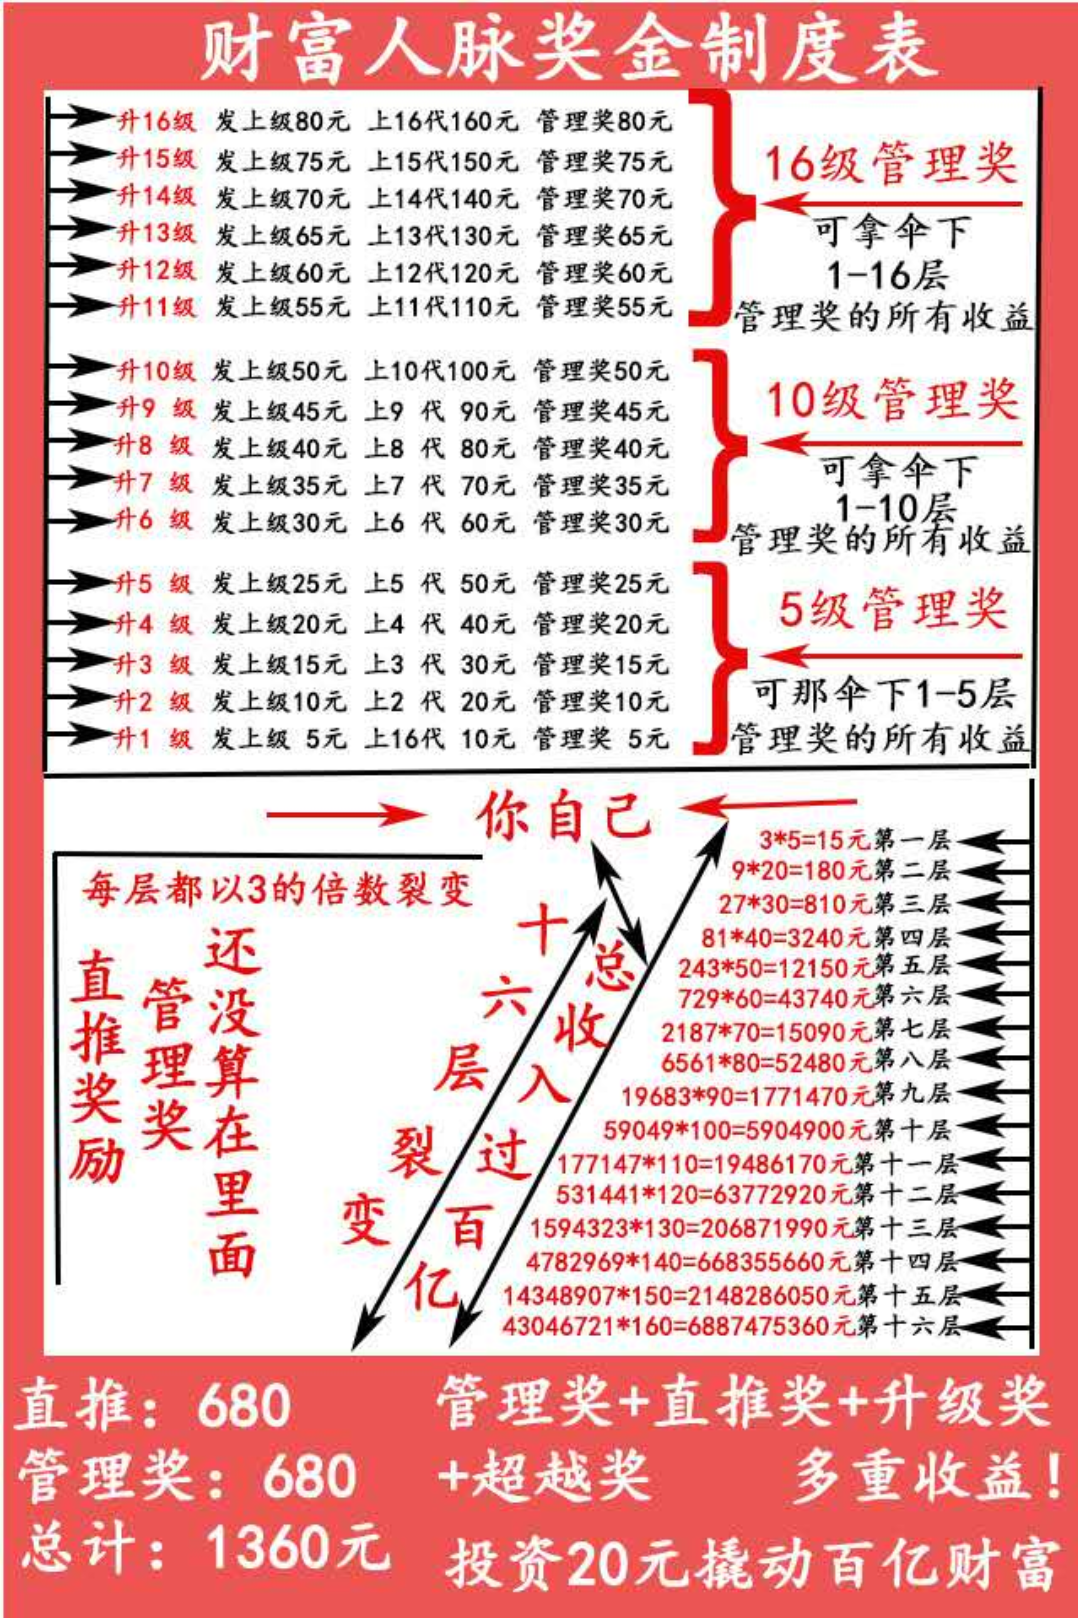 财富人脉奖金制度表
升16级 发上级80元 上16代160元 管理奖80元
升15级 发上级75元 上15代150元 管理奖75元
升14级 发上级70元 上14代140元 管理奖70元
升13级 发上级65元 上13代130元 管理奖65元
升12级 发上级60元 上12代120元 管理奖60元
升11级 发上级55元 上11代110元 管理奖55元
16级管理奖
可拿伞下
1-16层
管理奖的所有收益
升10级 发上级50元 上10代100元 管理奖50元
升9 级 发上级45元 上9 代 90元 管理奖45元
升8 级 发上级40元 上8 代 80元 管理奖40元
升7 级 发上级35元 上7 代 70元 管理奖35元
升6 级 发上级30元 上6 代 60元 管理奖30元
10级管理奖
可拿伞下
1-10层
管理奖的所有收益
升5 级 发上级25元 上5 代 50元 管理奖25元
升4 级 发上级20元 上4 代 40元 管理奖20元
升3 级 发上级15元 上3 代 30元 管理奖15元
升2 级 发上级10元 上2 代 20元 管理奖10元
升1 级 发上级 5元 上16代 10元 管理奖 5元
5级管理奖
可那伞下1-5层
管理奖的所有收益
你自己
每层都以3的倍数裂变
直推奖励
管理奖
还没算在里面
十六层裂变
总收入过百亿
3*5=15元第一层
9*20=180元第二层
27*30=810元第三层
81*40=3240元第四层
243*50=12150元第五层
729*60=43740元第六层
2187*70=15090元第七层
6561*80=52480元第八层
19683*90=1771470元第九层
59049*100=5904900元第十层
177147*110=19486170元第十一层
531441*120=63772920元第十二层
1594323*130=206871990元第十三层
4782969*140=668355660元第十四层
14348907*150=2148286050元第十五层
43046721*160=6887475360元第十六层
直推：680
管理奖：680
总计：1360元
管理奖+直推奖+升级奖
+超越奖 多重收益！
投资20元撬动百亿财富